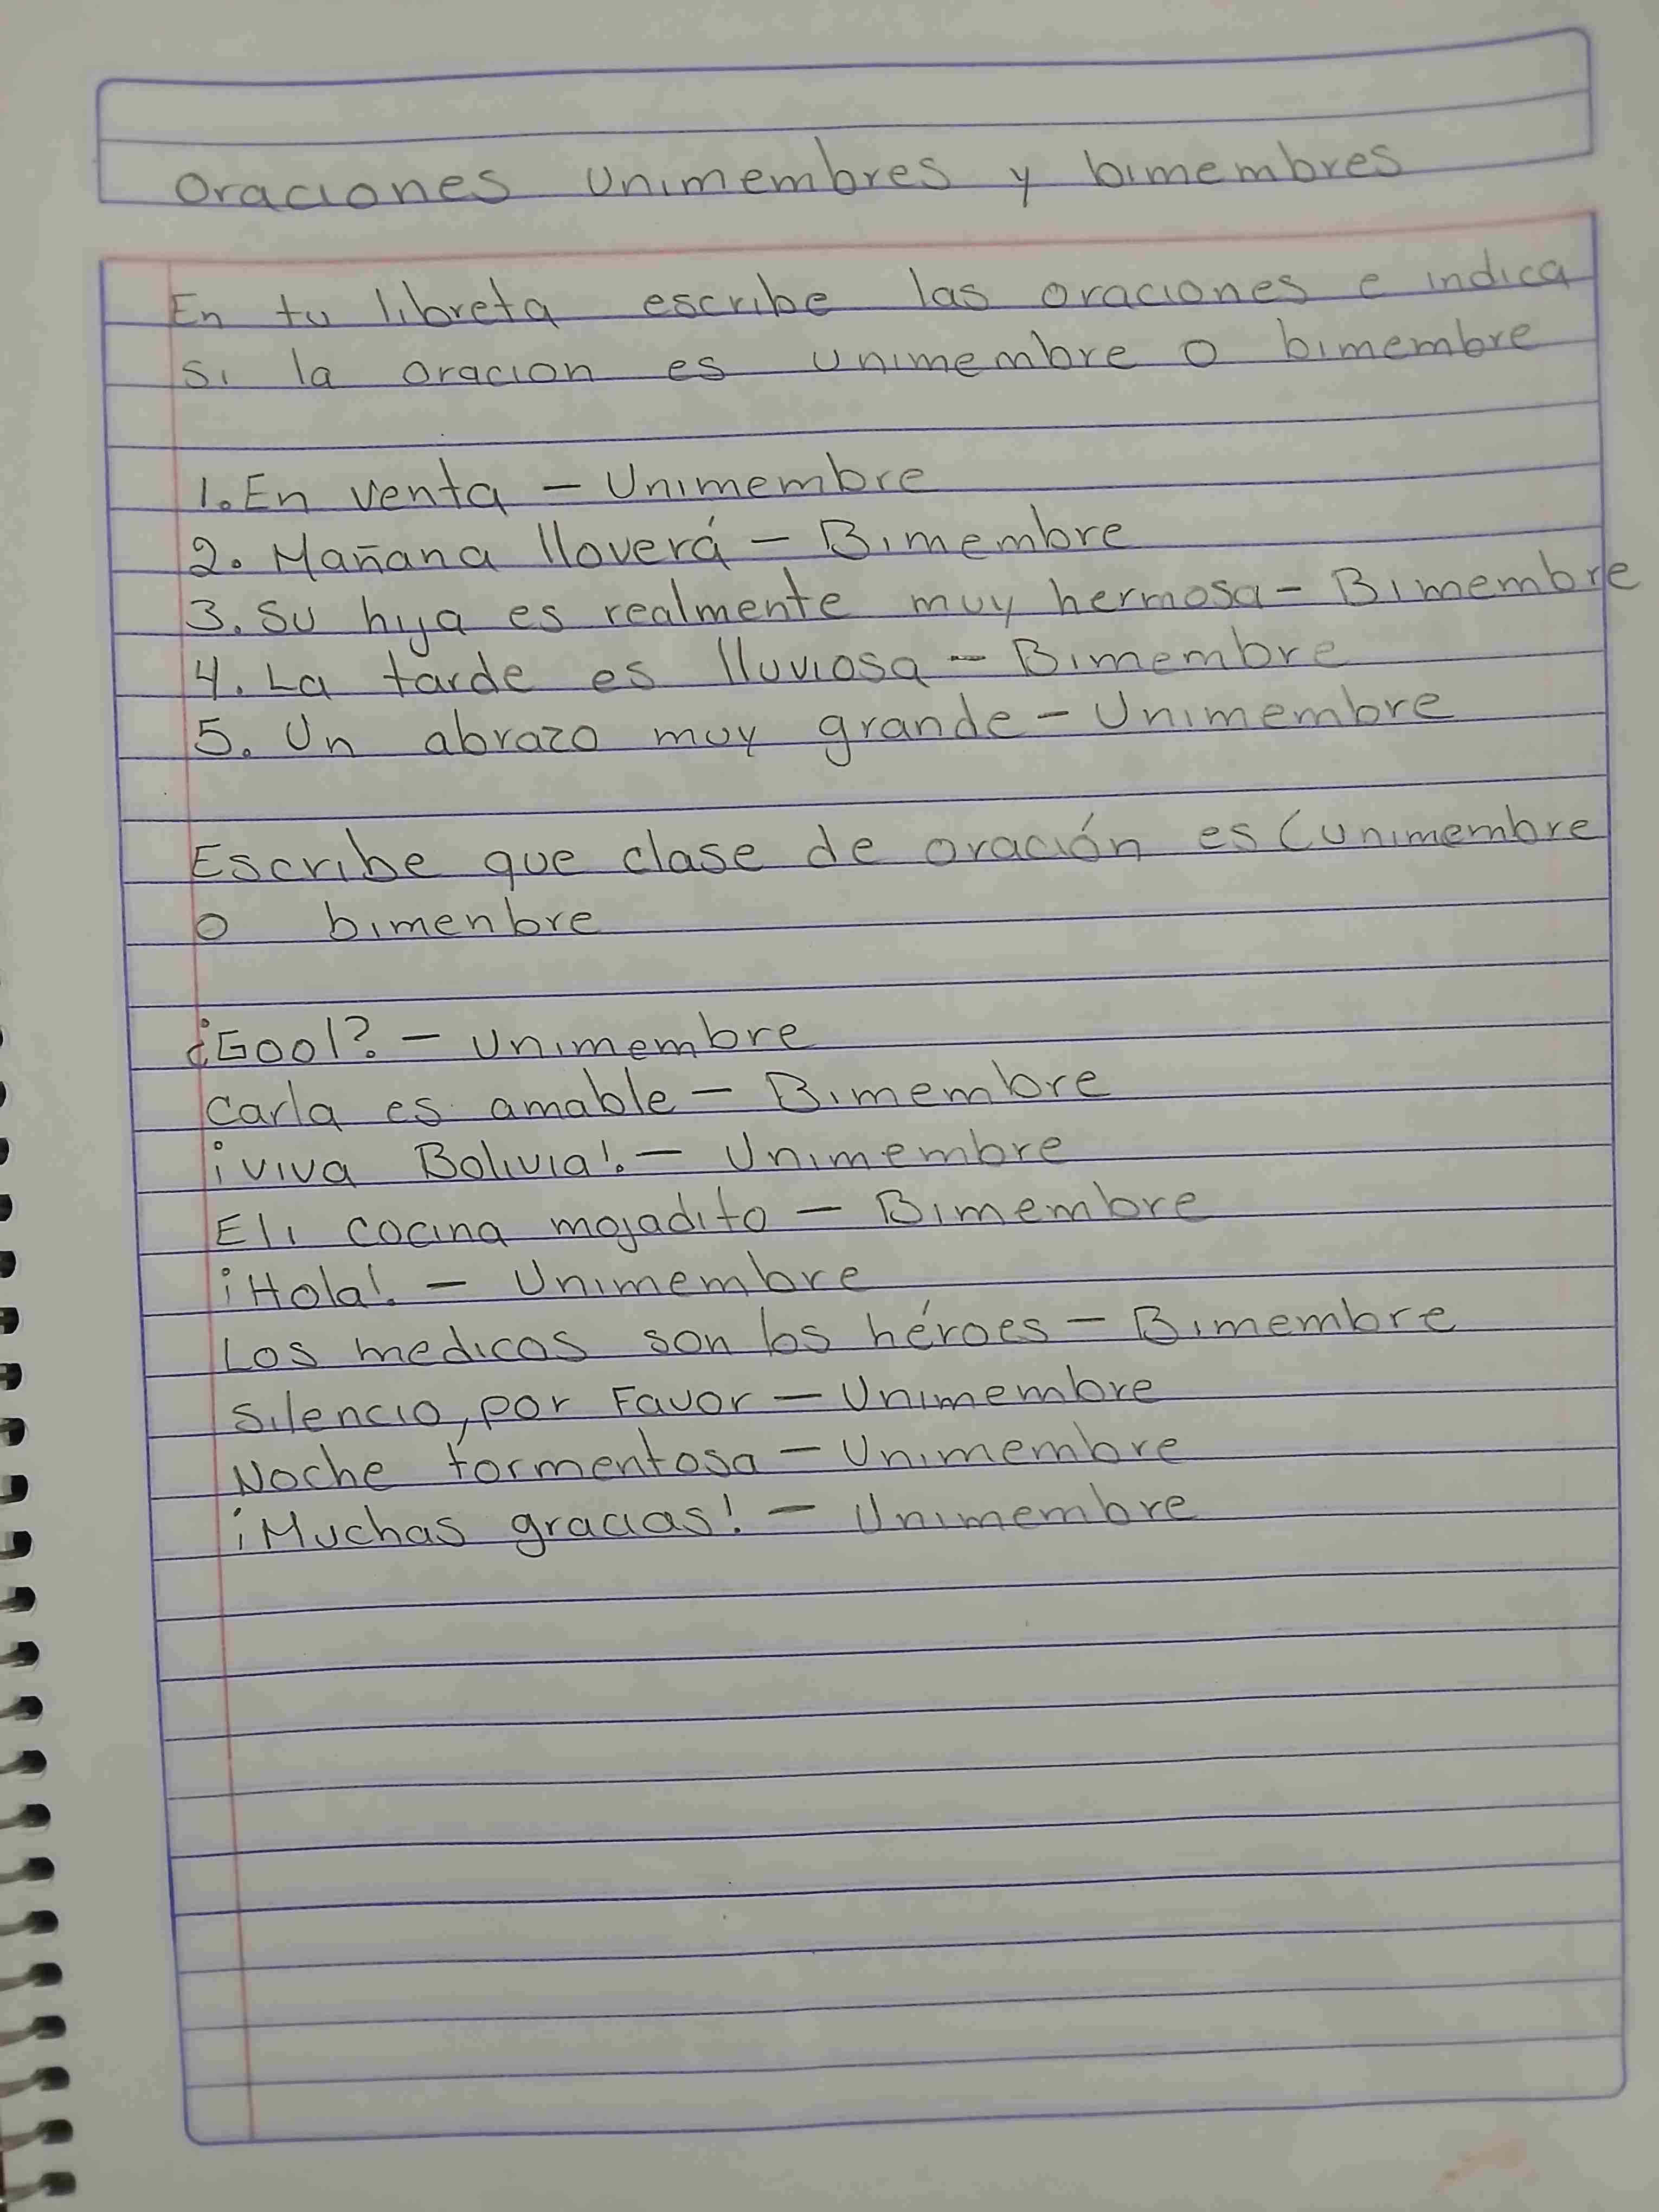 Oraciones Unimembres y bimembres
En tu libreta escribe las oraciones e indica
si la oracion es unimembre o bimembre
1. En venta - Unimembre
2. Mañana lloverá - Bimembre
3. Su hija es realmente muy hermosa - Bimembre
4. La tarde es lluviosa - Bimembre
5. Un abrazo muy grande - Unimembre
Escribe que clase de oración es (unimembre
o bimenbre
¿Gool? - Unimembre
Carla es amable - Bimembre
¡Viva Bolivia! - Unimembre
Eli cocina mojadito - Bimembre
¡Hola! - Unimembre
Los medicos son los héroes - Bimembre
Silencio, por Favor - Unimembre
Noche tormentosa - Unimembre
¡Muchas gracias! - Unimembre